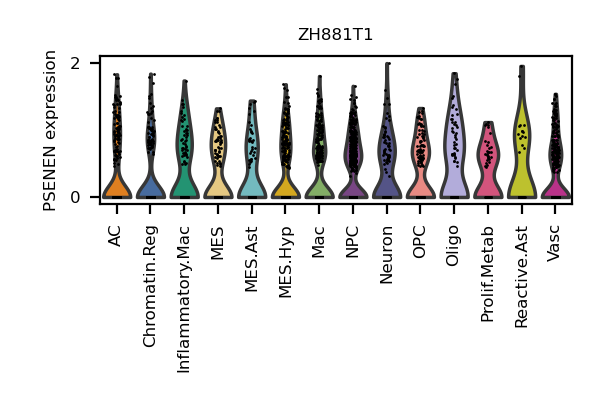 ZH881T1
PSENEN expression
2
0
AC
Chromatin.Reg
Inflammatory.Mac
MES
MES.Ast
MES.Hyp
Mac
NPC
Neuron
OPC
Oligo
Prolif.Metab
Reactive.Ast
Vasc